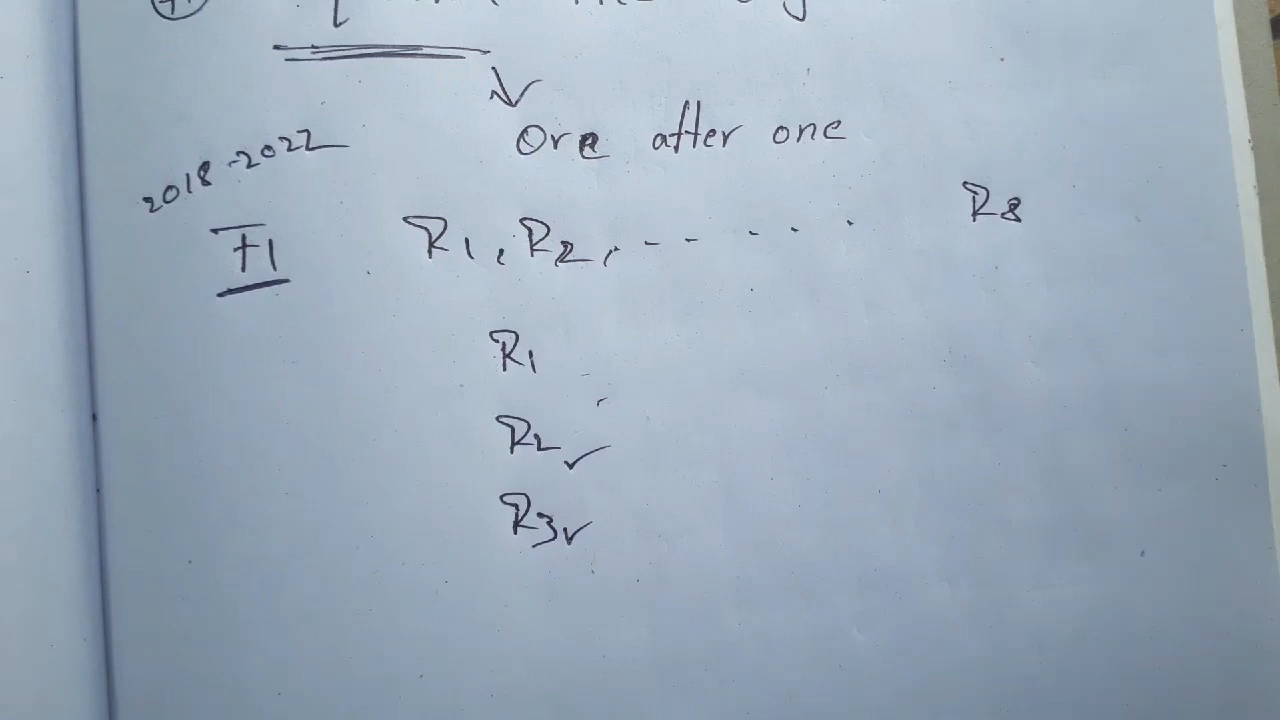 One after one
2018-2022
F1 R1, R2, - - - - - - . R8
R1
R2 ✓
R3 ✓